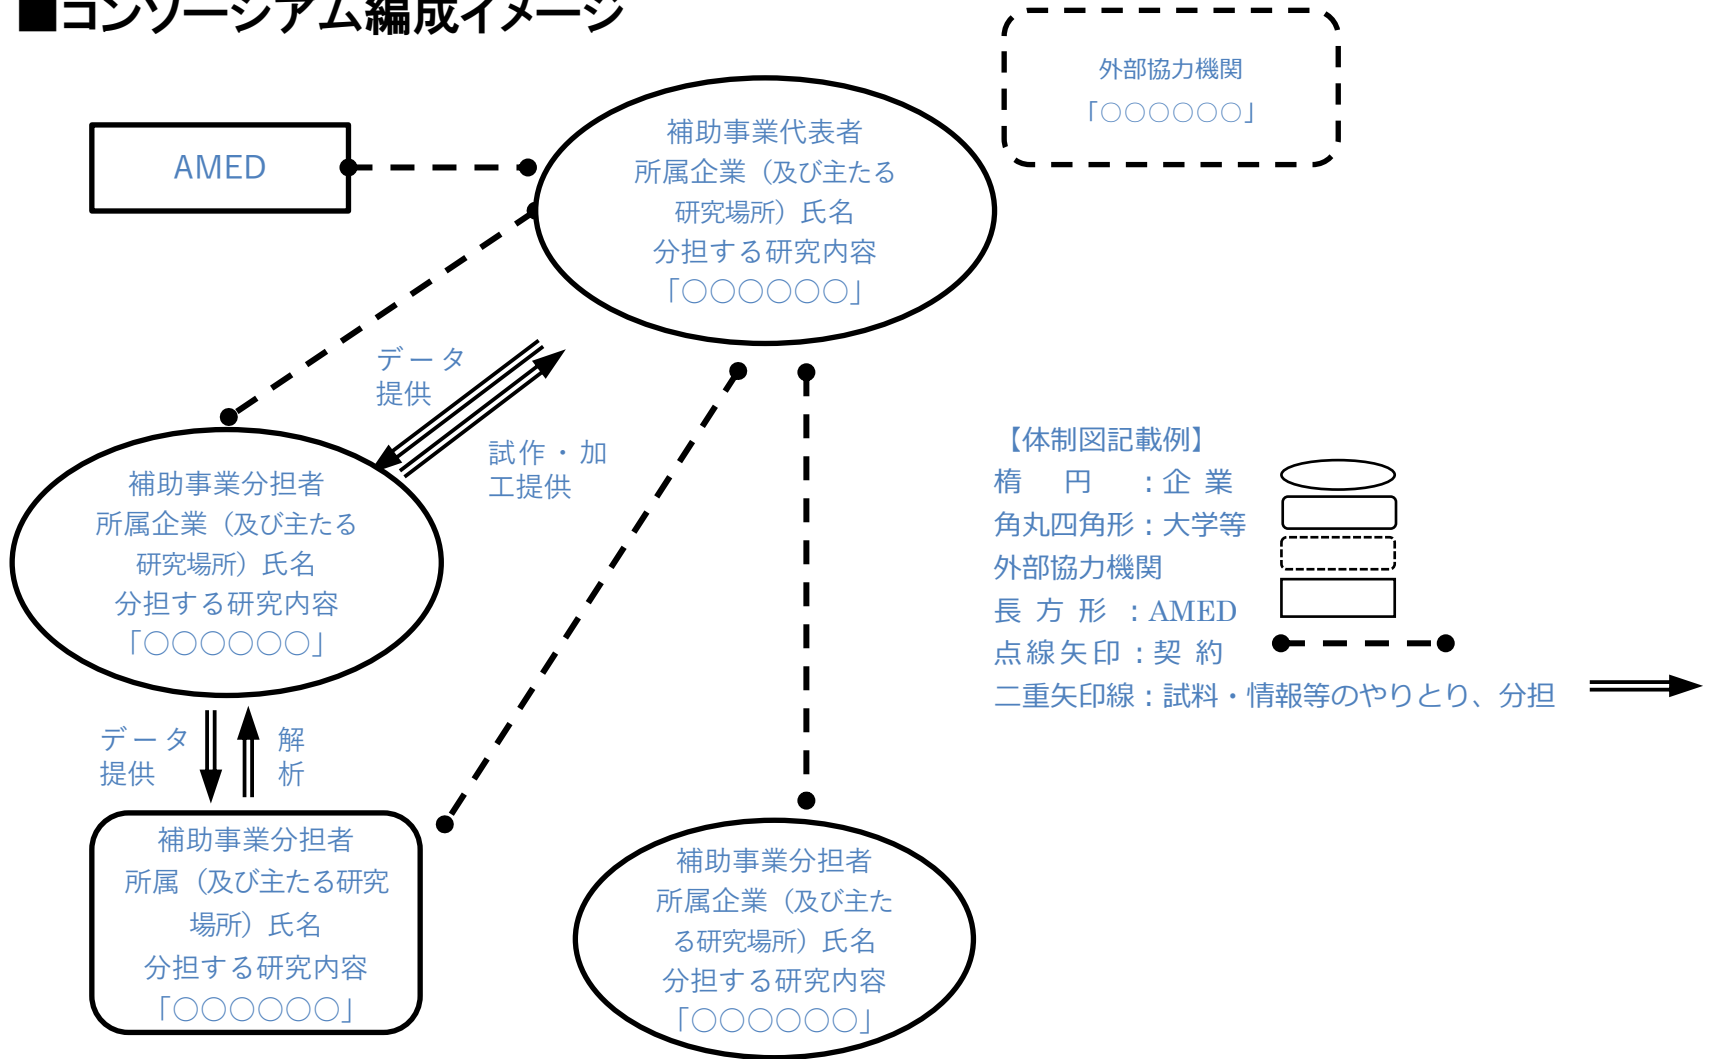 ■コンソーシアム編成イメージ
外部協力機関
「○○○○○○」
AMED
補助事業代表者
所属企業（及び主たる
研究場所）氏名
分担する研究内容
「○○○○○○」
データ
提供
試作・加
工提供
補助事業分担者
所属企業（及び主たる
研究場所）氏名
分担する研究内容
「○○○○○○」
【体制図記載例】
楕　円　：企 業
角丸四角形：大学等
外部協力機関
長 方 形 ：AMED
点線矢印：契 約
二重矢印線：試料・情報等のやりとり、分担
データ
提供
解
析
補助事業分担者
所属（及び主たる研究
場所）氏名
分担する研究内容
「○○○○○○」
補助事業分担者
所属企業（及び主た
る研究場所）氏名
分担する研究内容
「○○○○○○」